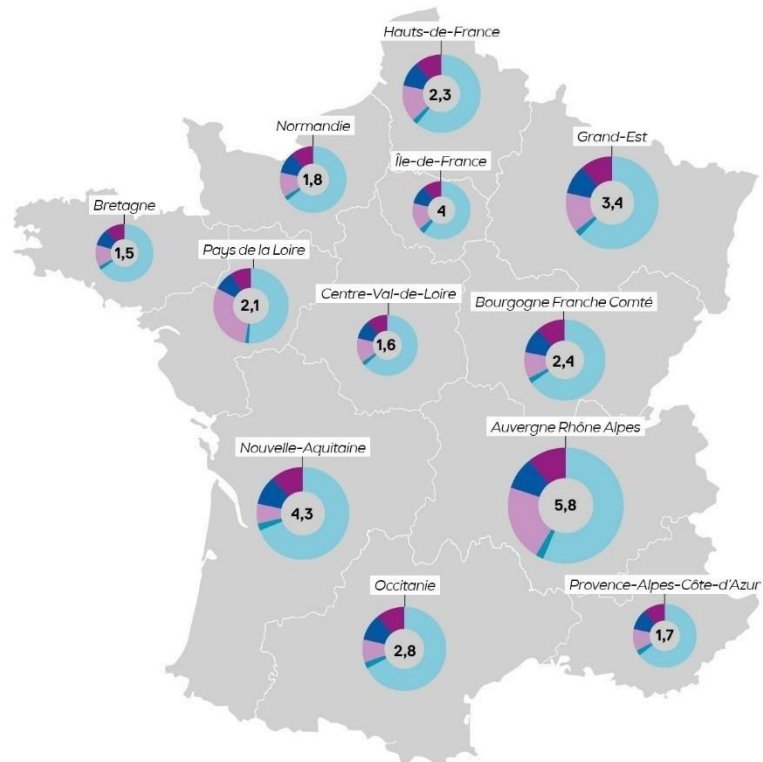 Hauts-de-France
2,3
Normandie
1,8
Île-de-France
4
Grand-Est
3,4
Bretagne
1,5
Pays de la Loire
2,1
Centre-Val-de-Loire
1,6
Bourgogne Franche Comté
2,4
Auvergne Rhône Alpes
5,8
Nouvelle-Aquitaine
4,3
Occitanie
2,8
Provence-Alpes-Côte-d'Azur
1,7